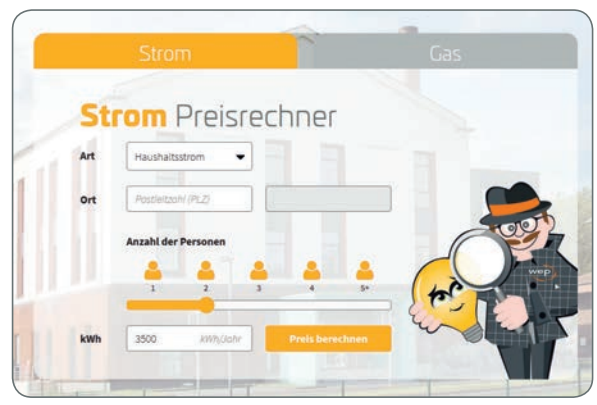 Strom
Gas
Strom Preisrechner
Art Haushaltsstrom
Ort Postleitzahl (PLZ)
Anzahl der Personen
1 2 3 4 5+
kWh 3500 kWh/Jahr Preis berechnen
wep